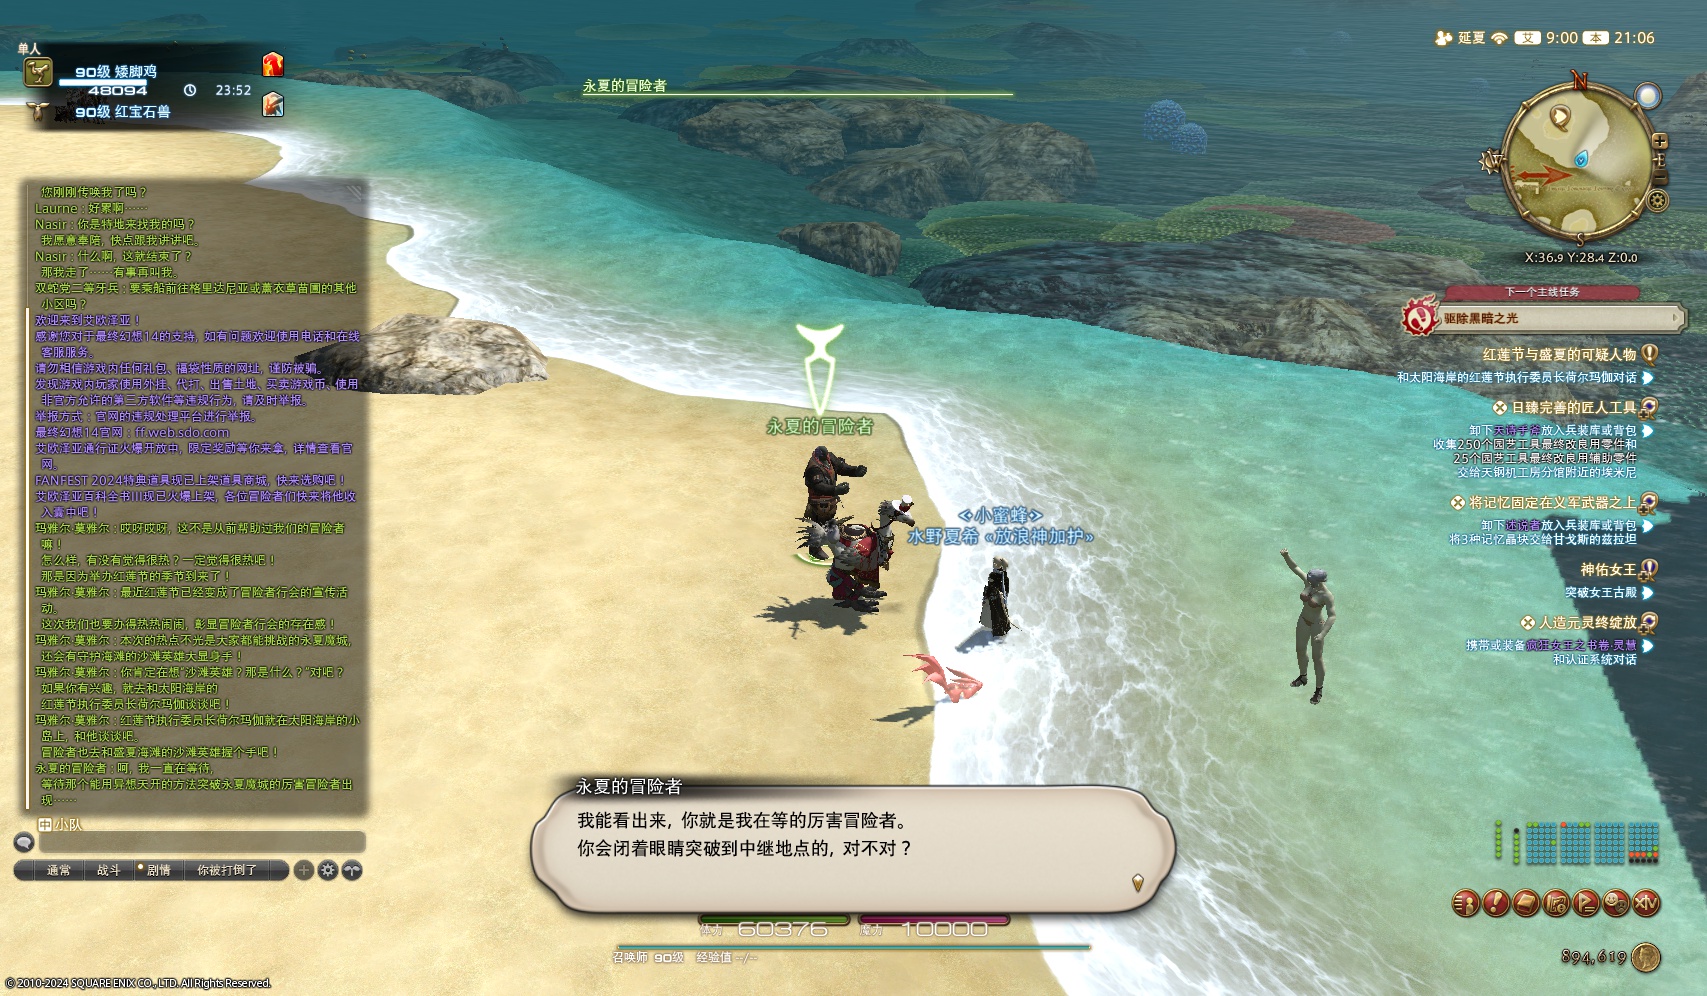 单人
90级 矮脚鸡
48094
23:52
90级 红宝石兽
永夏的冒险者
延夏 艾 9:00 本 21:06
N
S
X:36.9 Y:28.4 Z:0.0
下一个主线任务
驱除黑暗之光
红莲节与盛夏的可疑人物
和太阳海岸的红莲节执行委员长荷尔玛伽对话
日臻完善的匠人工具
卸下天诗手斧放入兵装库或背包
收集250个园艺工具最终改良用零件和
25个园艺工具最终改良用辅助零件
交给天钢机工房分馆附近的埃米尼
将记忆固定在义军武器之上
卸下述说者放入兵装库或背包
将3种记忆晶块交给甘戈斯的兹拉坦
神佑女王
突破女王古殿
人造元灵终绽放
携带或装备疯狂女王之书卷·灵慧
和认证系统对话
您刚刚传唤我了吗？
Laurne：好累啊……
Nasir：你是特地来找我的吗？
我愿意奉陪，快点跟我讲讲吧。
Nasir：什么啊，这就结束了？
那我走了……有事再叫我。
双蛇党二等牙兵：要乘船前往格里达尼亚或薰衣草苗圃的其他
小区吗？
欢迎来到艾欧泽亚！
感谢您对于最终幻想14的支持，如有问题欢迎使用电话和在线
客服服务。
请勿相信游戏内任何礼包、福袋性质的网址，谨防被骗。
发现游戏内玩家使用外挂、代打、出售土地、买卖游戏币、使用
非官方允许的第三方软件等违规行为，请及时举报。
举报方式：官网的违规处理平台进行举报。
最终幻想14官网：ff.web.sdo.com
艾欧泽亚通行证火爆开放中，限定奖励等你来拿，详情查看官
网。
FANFEST 2024特典道具现已上架道具商城，快来选购吧！
艾欧泽亚百科全书III现已火爆上架，各位冒险者们快来将他收
入囊中吧！
玛雅尔·莫雅尔：哎呀哎呀，这不是从前帮助过我们的冒险者
嘛！
怎么样，有没有觉得很热？一定觉得很热吧！
那是因为举办红莲节的季节到来了！
玛雅尔·莫雅尔：最近红莲节已经变成了冒险者行会的宣传活
动。
这次我们也要办得热热闹闹，彰显冒险者行会的存在感！
玛雅尔·莫雅尔：本次的热点不光是大家都能挑战的永夏魔城，
还会有守护海滩的沙滩英雄大显身手！
玛雅尔·莫雅尔：你肯定在想“沙滩英雄？那是什么？”对吧？
如果你有兴趣，就去和太阳海岸的
红莲节执行委员长荷尔玛伽谈谈吧！
玛雅尔·莫雅尔：红莲节执行委员长荷尔玛伽就在太阳海岸的小
岛上，和他谈谈吧。
冒险者也去和盛夏海滩的沙滩英雄握个手吧！
永夏的冒险者：呵，我一直在等待，
等待那个能用异想天开的方法突破永夏魔城的厉害冒险者出
现……
中 小队
通常 战斗 剧情 你被打倒了
永夏的冒险者
≪小蜜蜂≫
水野夏希 «放浪神加护»
永夏的冒险者
我能看出来，你就是我在等的厉害冒险者。
你会闭着眼睛突破到中继地点的，对不对？
体力 60376 魔力 10000
召唤师 90级 经验值 --/--
XIV
894,619
© 2010-2024 SQUARE ENIX CO., LTD. All Rights Reserved.